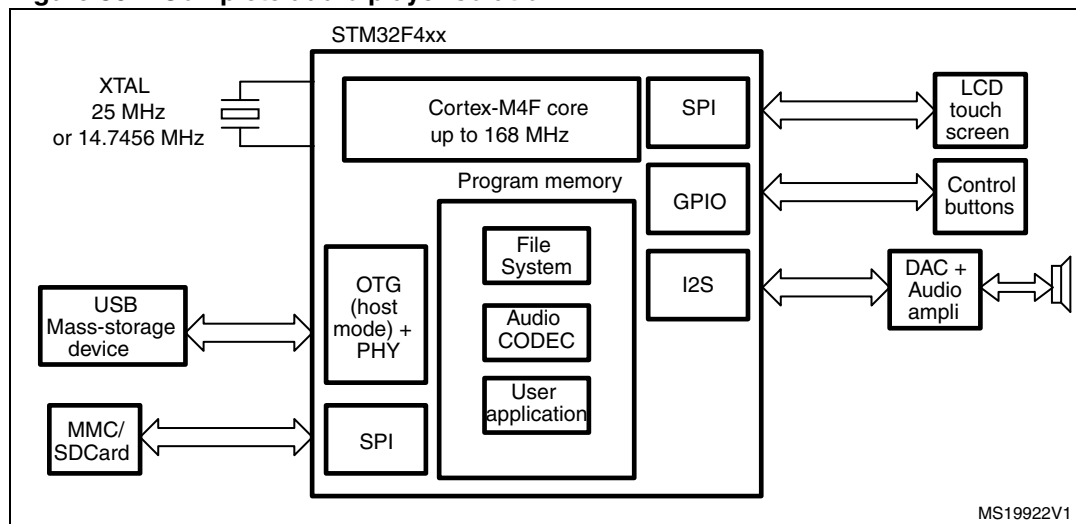 STM32F4xx
XTAL
25 MHz
or 14.7456 MHz
Cortex-M4F core
up to 168 MHz
SPI
LCD
touch
screen
Program memory
GPIO
Control
buttons
File
System
OTG
(host
mode) +
PHY
I2S
DAC +
Audio
ampli
USB
Mass-storage
device
Audio
CODEC
User
application
MMC/
SDCard
SPI
MS19922V1